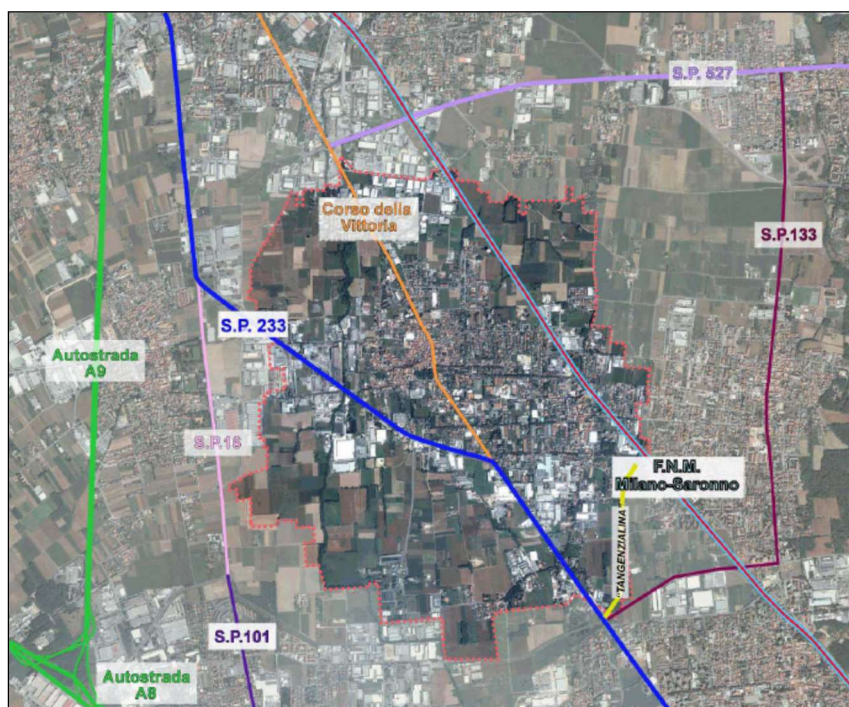 S.P. 527
Corso della
Vittoria
S.P.133
S.P. 233
Autostrada
A9
S.P.15
F.N.M.
Milano-Saronno
"TANGENZIALINA"
S.P.101
Autostrada
A8